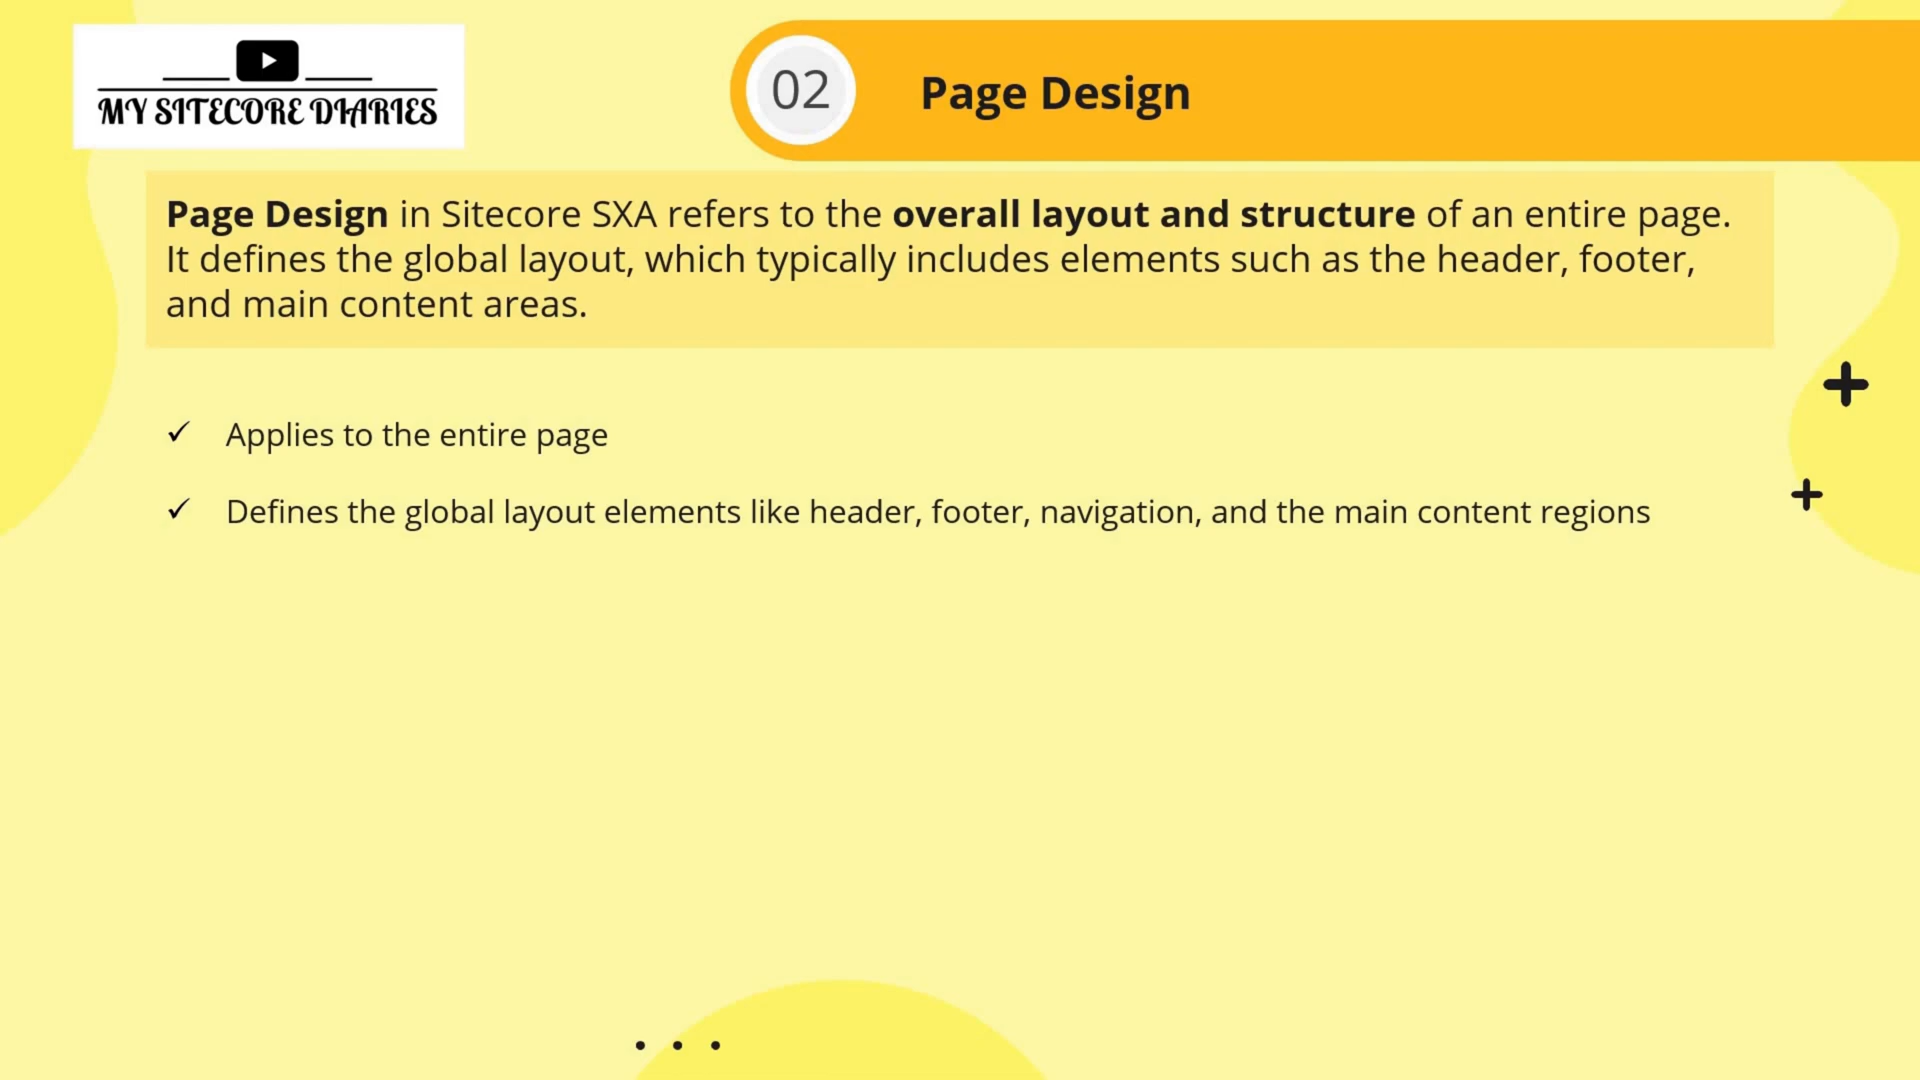 MY SITECORE DIARIES
02
Page Design
Page Design in Sitecore SXA refers to the overall layout and structure of an entire page.
It defines the global layout, which typically includes elements such as the header, footer,
and main content areas.
✓ Applies to the entire page
✓ Defines the global layout elements like header, footer, navigation, and the main content regions